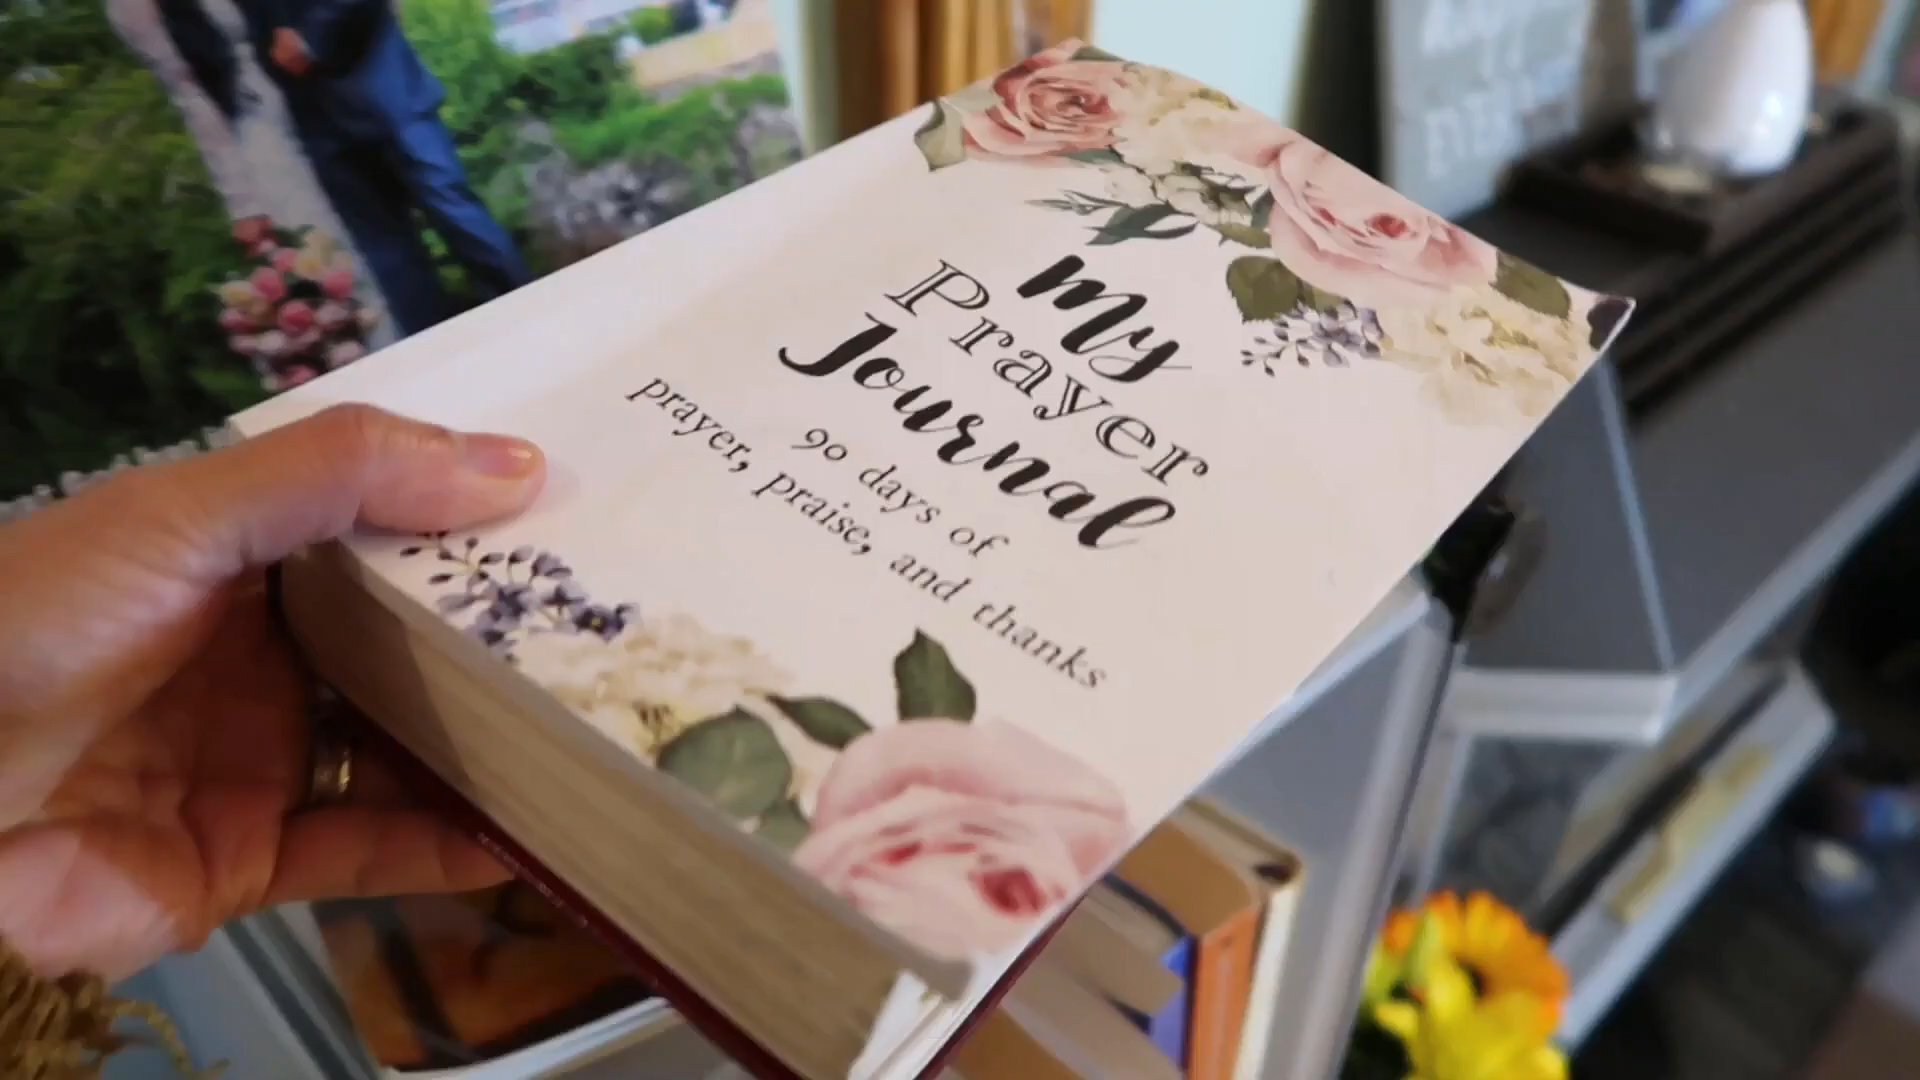 My
Prayer
Journal
90 days of
prayer, praise, and thanks